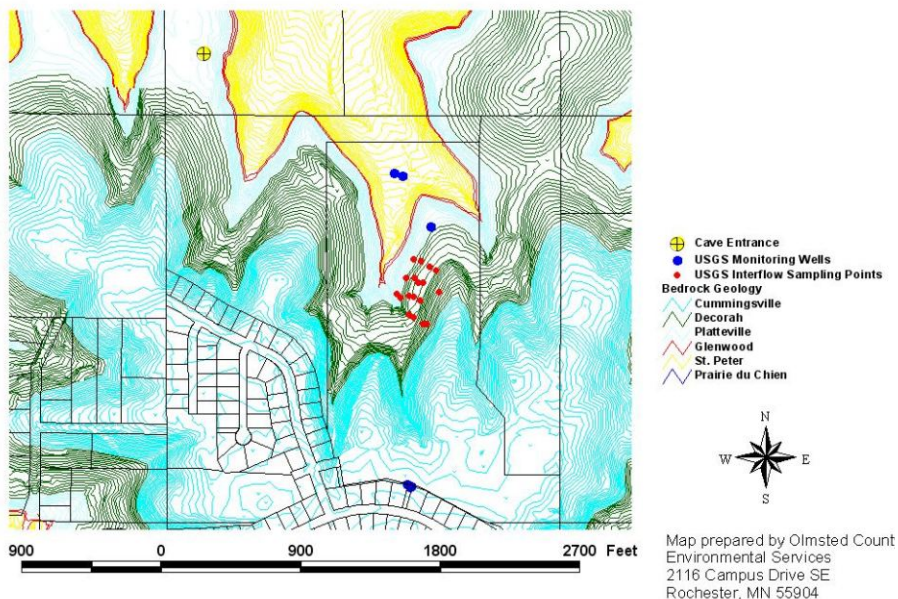 Cave Entrance
USGS Monitoring Wells
USGS Interflow Sampling Points
Bedrock Geology
Cummingsville
Decorah
Platteville
Glenwood
St. Peter
Prairie du Chien
N
W E
S
900 0 900 1800 2700 Feet
Map prepared by Olmsted Count
Environmental Services
2116 Campus Drive SE
Rochester, MN 55904